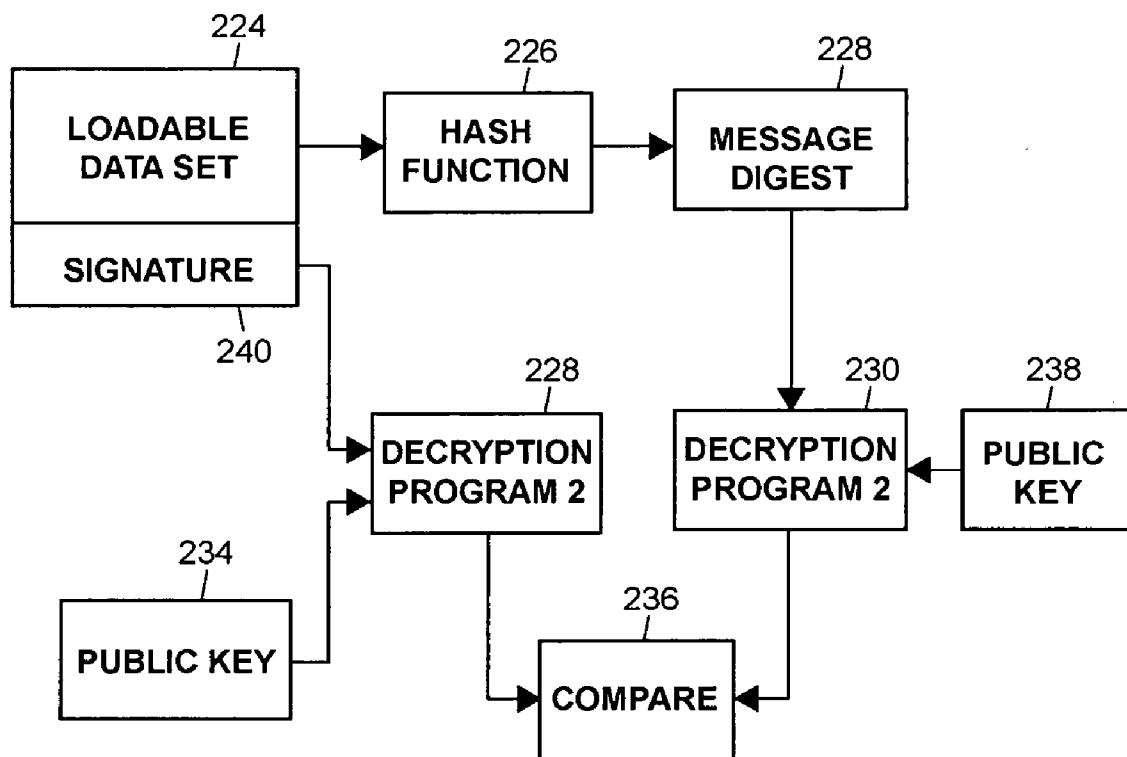 224
LOADABLE
DATA SET
226
HASH
FUNCTION
228
MESSAGE
DIGEST
SIGNATURE
240
228
DECRYPTION
PROGRAM 2
230
DECRYPTION
PROGRAM 2
238
PUBLIC
KEY
234
PUBLIC KEY
236
COMPARE